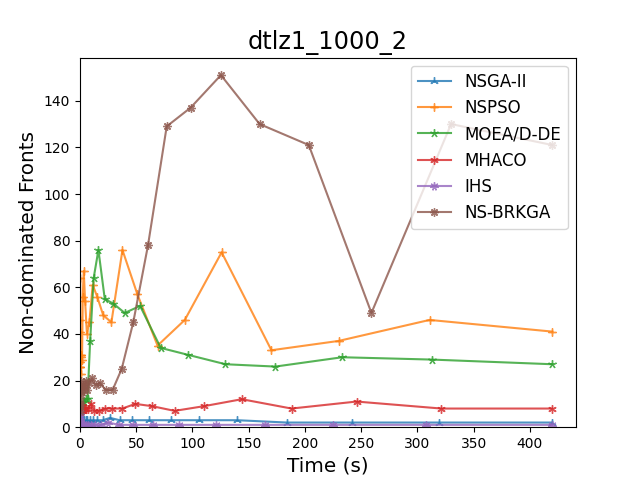 dtlz1_1000_2
Non-dominated Fronts
140
120
100
80
60
40
20
0
0 50 100 150 200 250 300 350 400
Time (s)
NSGA-II
NSPSO
MOEA/D-DE
MHACO
IHS
NS-BRKGA